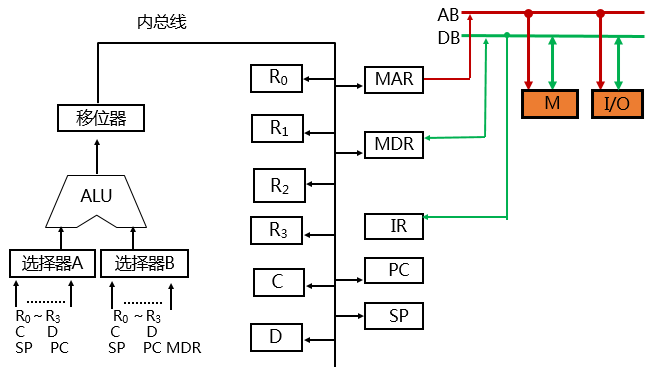 内总线
AB
DB
R0
MAR
M
I/O
移位器
R1
MDR
ALU
R2
R3
IR
选择器A
选择器B
C
PC
SP
D
R0～R3
C D
SP PC
R0 ～R3
C D
SP PC MDR